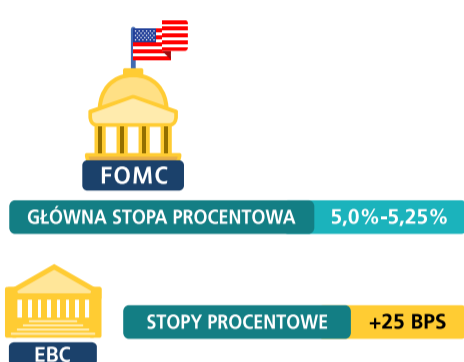 FOMC
GŁÓWNA STOPA PROCENTOWA 5,0%-5,25%
STOPY PROCENTOWE +25 BPS
EBC